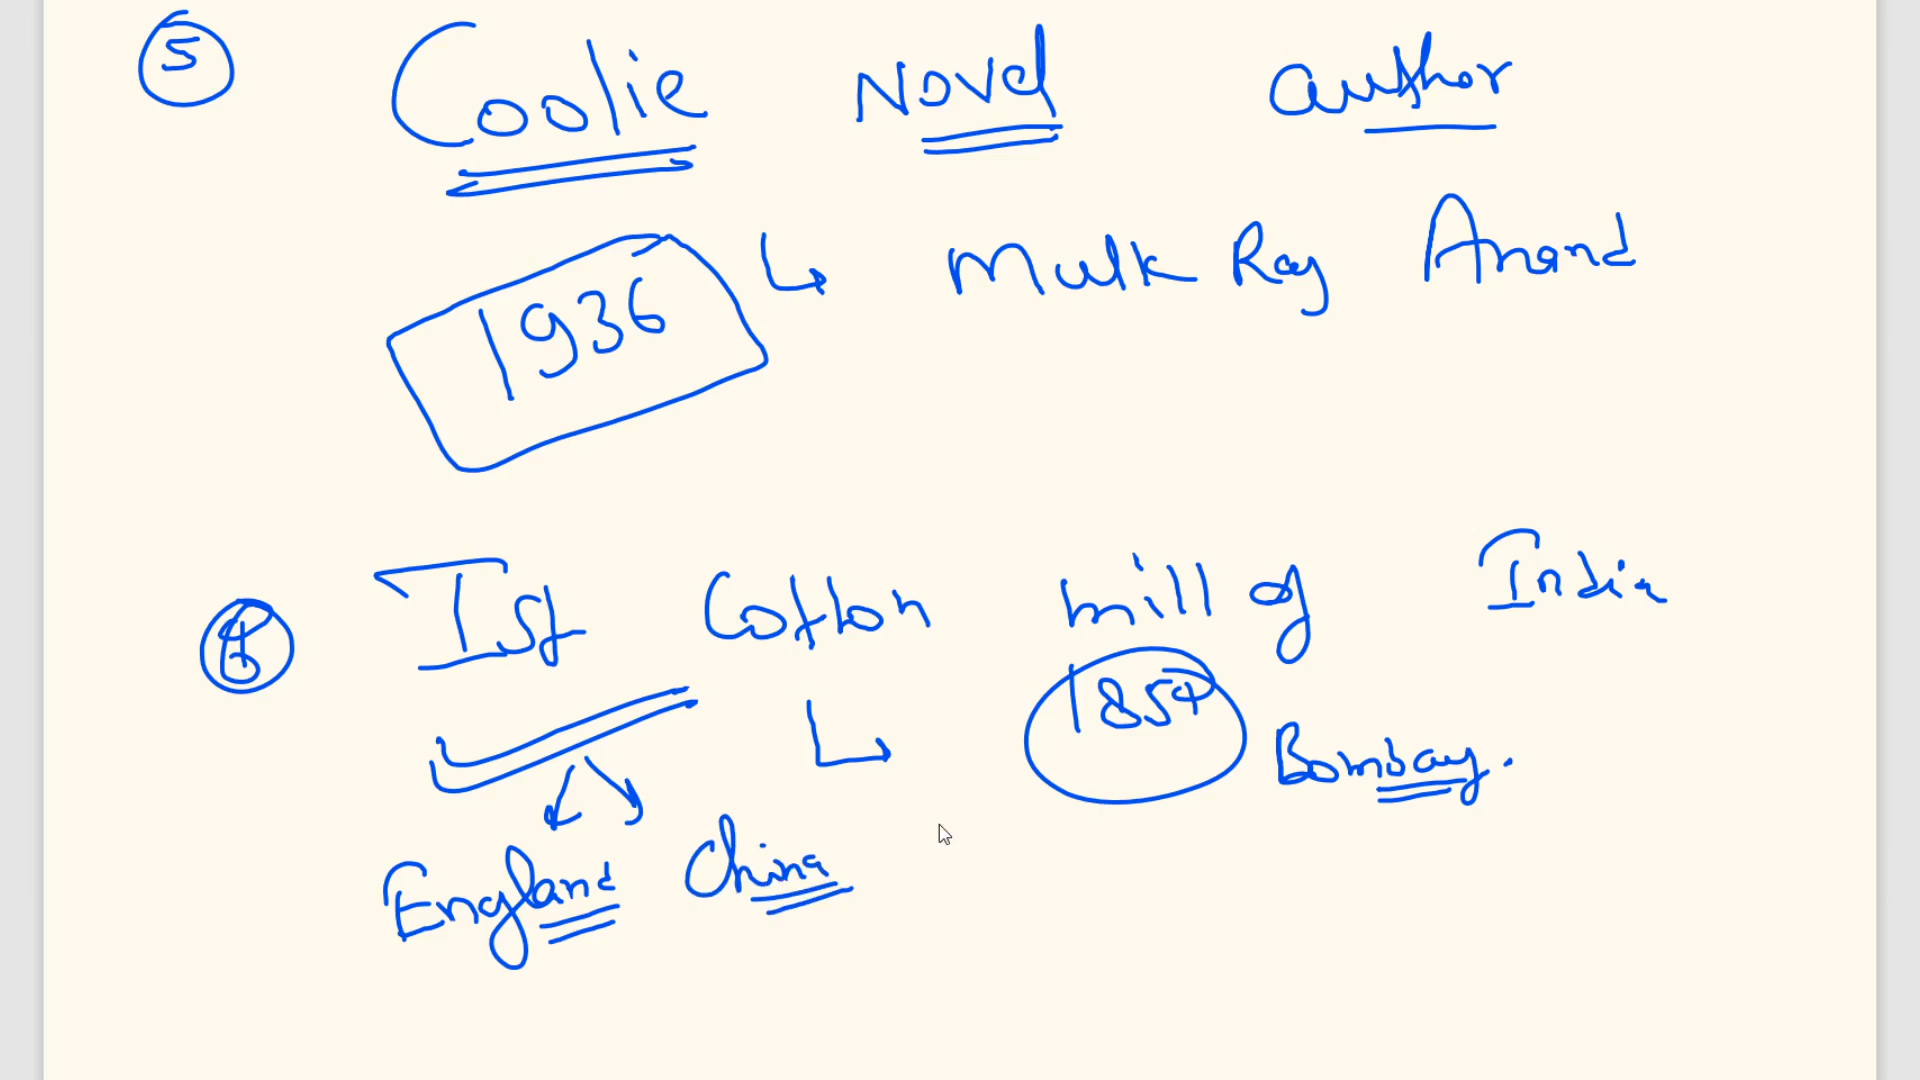 5 Coolie Novel author
1936 Mulk Raj Anand
6 Ist Cotton mill of India
1854 Bombay.
England China